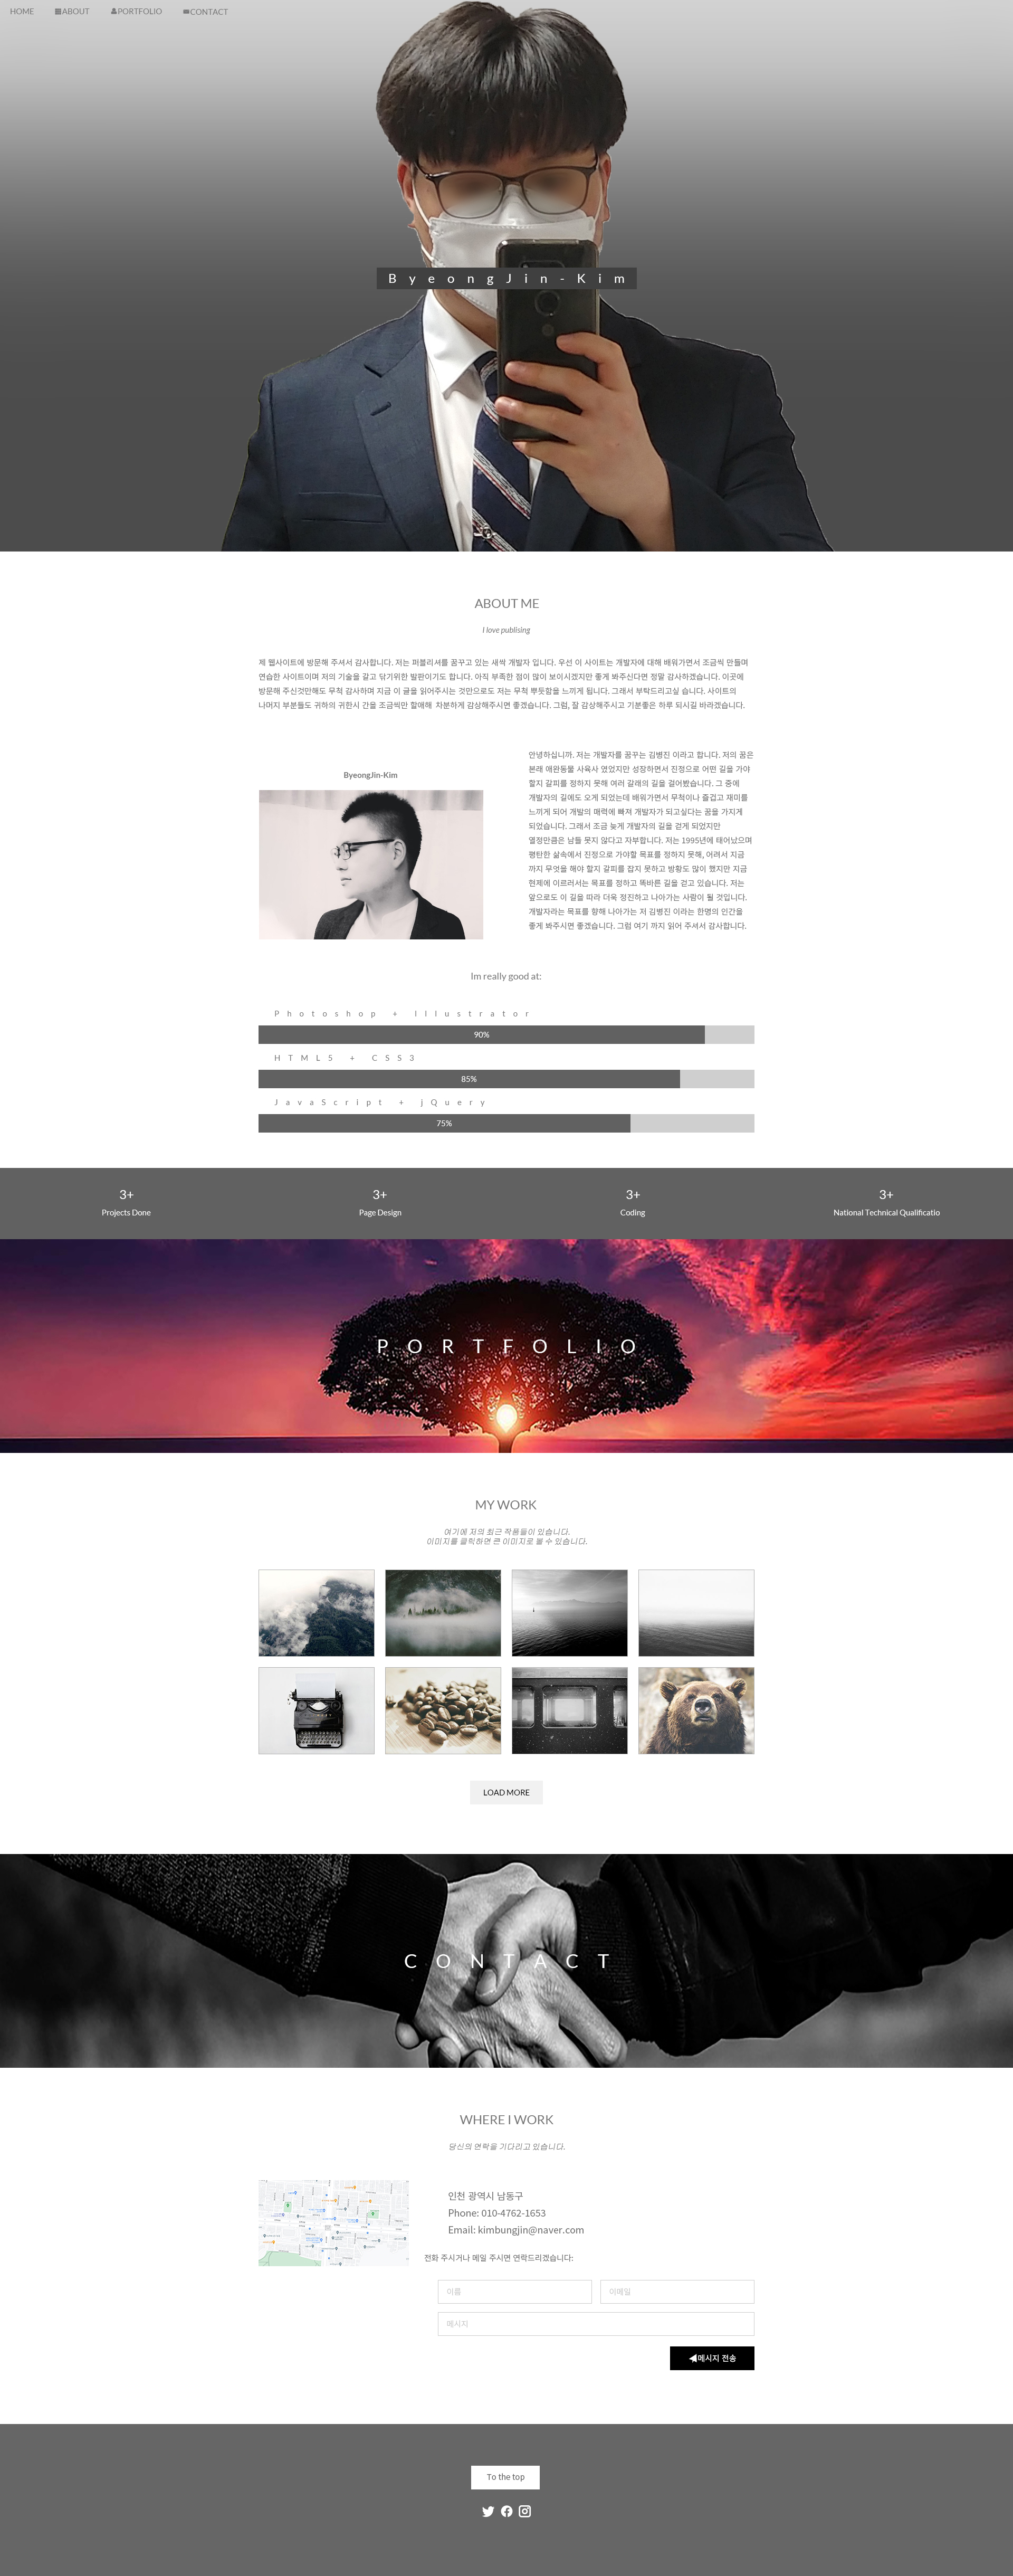 HOME ABOUT PORTFOLIO CONTACT
ByeongJin-Kim
ABOUT ME
I love publising
제 웹사이트에 방문해 주셔서 감사합니다. 저는 퍼블리셔를 꿈꾸고 있는 새싹 개발자 입니다. 우선 이 사이트는 개발자에 대해 배워가면서 조금씩 만들며
연습한 사이트이며 저의 기술을 갈고 닦기위한 발판이기도 합니다. 아직 부족한 점이 많이 보이시겠지만 좋게 봐주신다면 정말 감사하겠습니다. 이곳에
방문해 주신것만해도 무척 감사하며 지금 이 글을 읽어주시는 것만으로도 저는 무척 뿌듯함을 느끼게 됩니다. 그래서 부탁드리고싶 습니다. 사이트의
나머지 부분들도 귀하의 귀한시 간을 조금씩만 할애해 차분하게 감상해주시면 좋겠습니다. 그럼, 잘 감상해주시고 기분좋은 하루 되시길 바라겠습니다.
ByeongJin-Kim
안녕하십니까. 저는 개발자를 꿈꾸는 김병진 이라고 합니다. 저의 꿈은
본래 애완동물 사육사 였었지만 성장하면서 진정으로 어떤 길을 가야
할지 갈피를 정하지 못해 여러 갈래의 길을 걸어봤습니다. 그 중에
개발자의 길에도 오게 되었는데 배워가면서 무척이나 즐겁고 재미를
느끼게 되어 개발의 매력에 빠져 개발자가 되고싶다는 꿈을 가지게
되었습니다. 그래서 조금 늦게 개발자의 길을 걷게 되었지만
열정만큼은 남들 못지 않다고 자부합니다. 저는 1995년에 태어났으며
평탄한 삶속에서 진정으로 가야할 목표를 정하지 못해, 어려서 지금
까지 무엇을 해야 할지 갈피를 잡지 못하고 방황도 많이 했지만 지금
현제에 이르러서는 목표를 정하고 똑바른 길을 걷고 있습니다. 저는
앞으로도 이 길을 따라 더욱 정진하고 나아가는 사람이 될 것입니다.
개발자라는 목표를 향해 나아가는 저 김병진 이라는 한명의 인간을
좋게 봐주시면 좋겠습니다. 그럼 여기 까지 읽어 주셔서 감사합니다.
Im really good at:
Photoshop + Illustrator
90%
HTML5 + CSS3
85%
JavaScript + jQuery
75%
3+ 3+ 3+ 3+
Projects Done Page Design Coding National Technical Qualificatio
PORTFOLIO
MY WORK
여기에 저의 최근 작품들이 있습니다.
이미지를 클릭하면 큰 이미지로 볼 수 있습니다.
LOAD MORE
CONTACT
WHERE I WORK
당신의 연락을 기다리고 있습니다.
인천 광역시 남동구
Phone: 010-4762-1653
Email: kimbungjin@naver.com
전화 주시거나 메일 주시면 연락드리겠습니다:
이름 이메일
메시지
메시지 전송
To the top